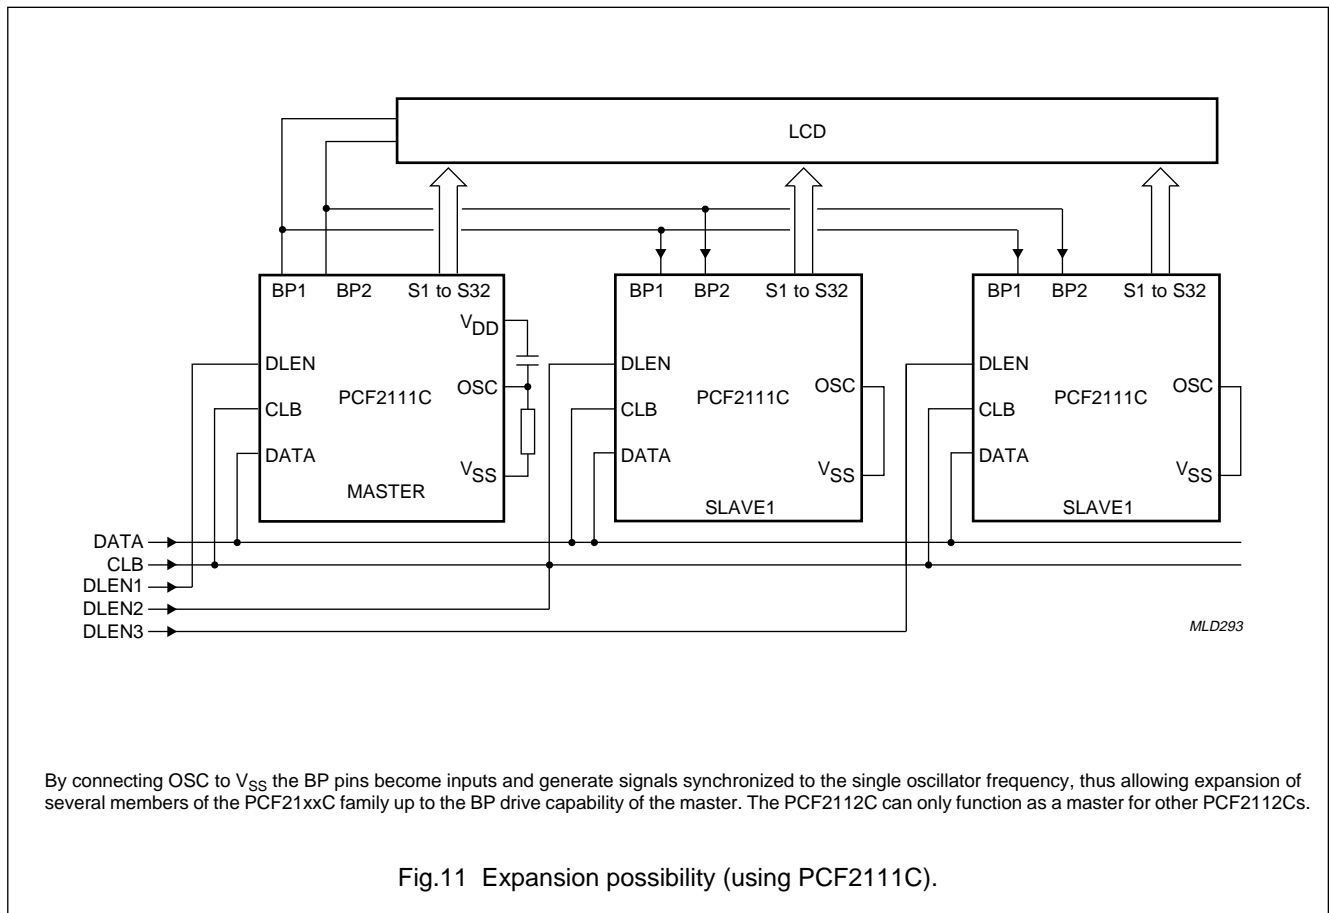 LCD
BP1 BP2 S1 to S32
VDD
DLEN
OSC
PCF2111C
CLB
DATA
VSS
MASTER
BP1 BP2 S1 to S32
DLEN
OSC
PCF2111C
CLB
DATA
VSS
SLAVE1
BP1 BP2 S1 to S32
DLEN
OSC
PCF2111C
CLB
DATA
VSS
SLAVE1
DATA
CLB
DLEN1
DLEN2
DLEN3
MLD293
By connecting OSC to VSS the BP pins become inputs and generate signals synchronized to the single oscillator frequency, thus allowing expansion of
several members of the PCF21xxC family up to the BP drive capability of the master. The PCF2112C can only function as a master for other PCF2112Cs.
Fig.11 Expansion possibility (using PCF2111C).